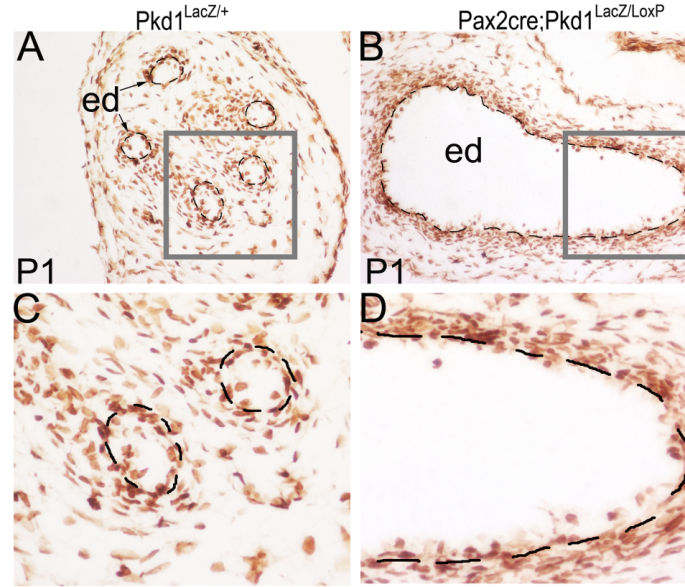 Pkd1LacZ/+
Pax2cre;Pkd1LacZ/LoxP
A
B
ed
ed
P1
P1
C
D